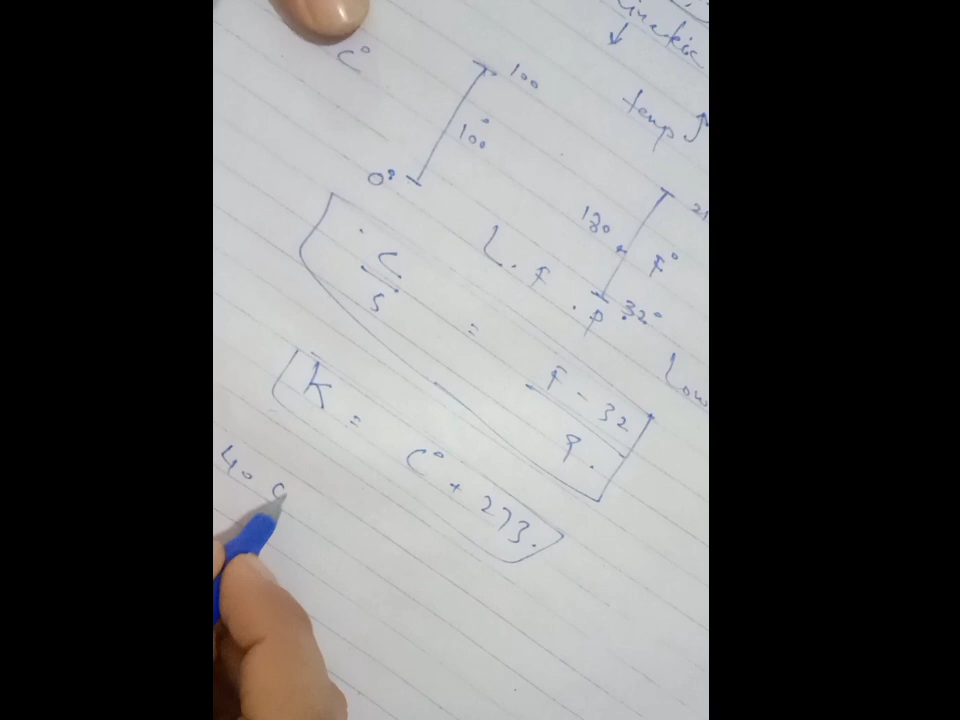 temp ↑
C°
100
100°
0°
180
F°
32°
L. F. P.
C/5 = F - 32/9.
Low
K = C° + 273.
40 C